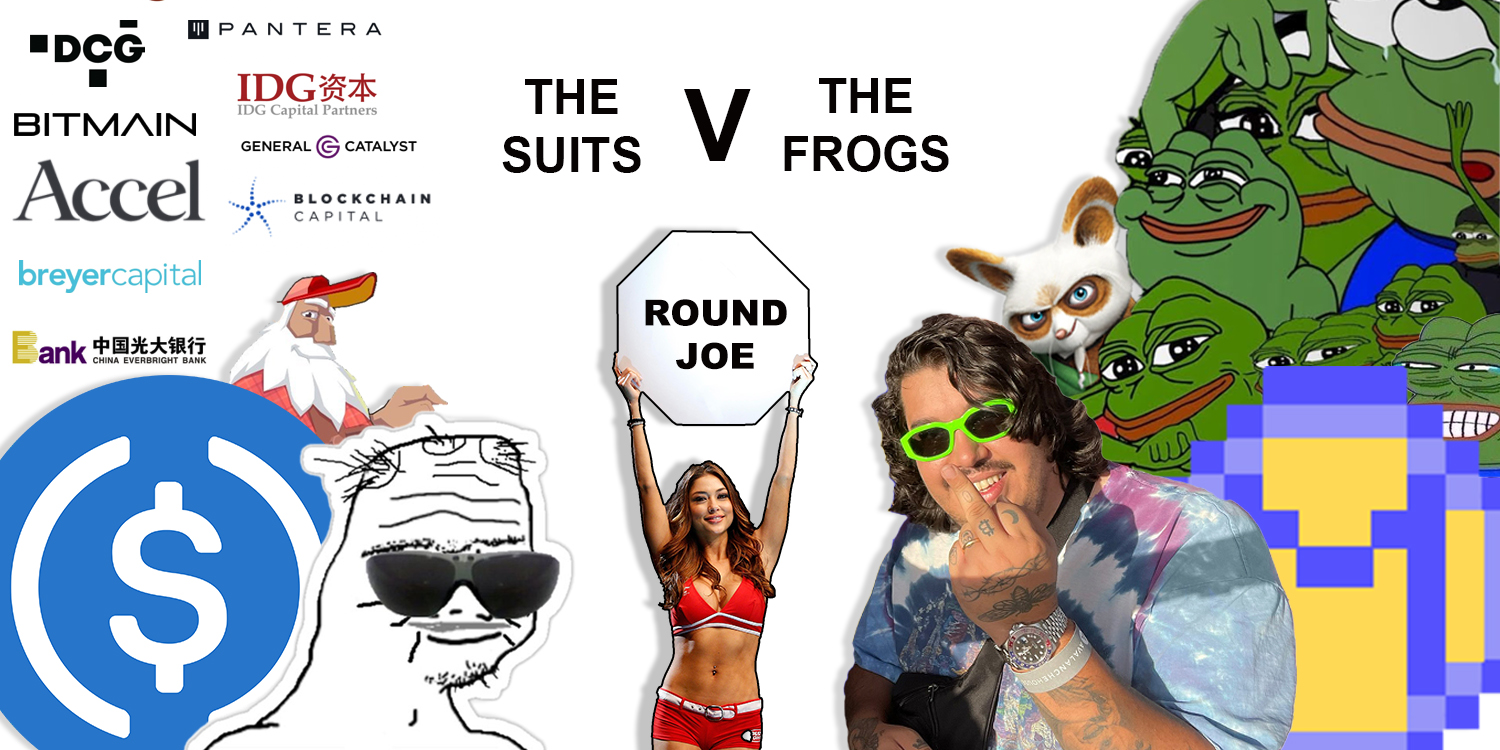 DCG
PANTERA
IDG资本
IDG Capital Partners
BITMAIN
GENERAL CATALYST
Accel
BLOCKCHAIN
CAPITAL
breyercapital
Bank 中国光大银行
CHINA EVERBRIGHT BANK
THE
SUITS
V
THE
FROGS
ROUND
JOE
$